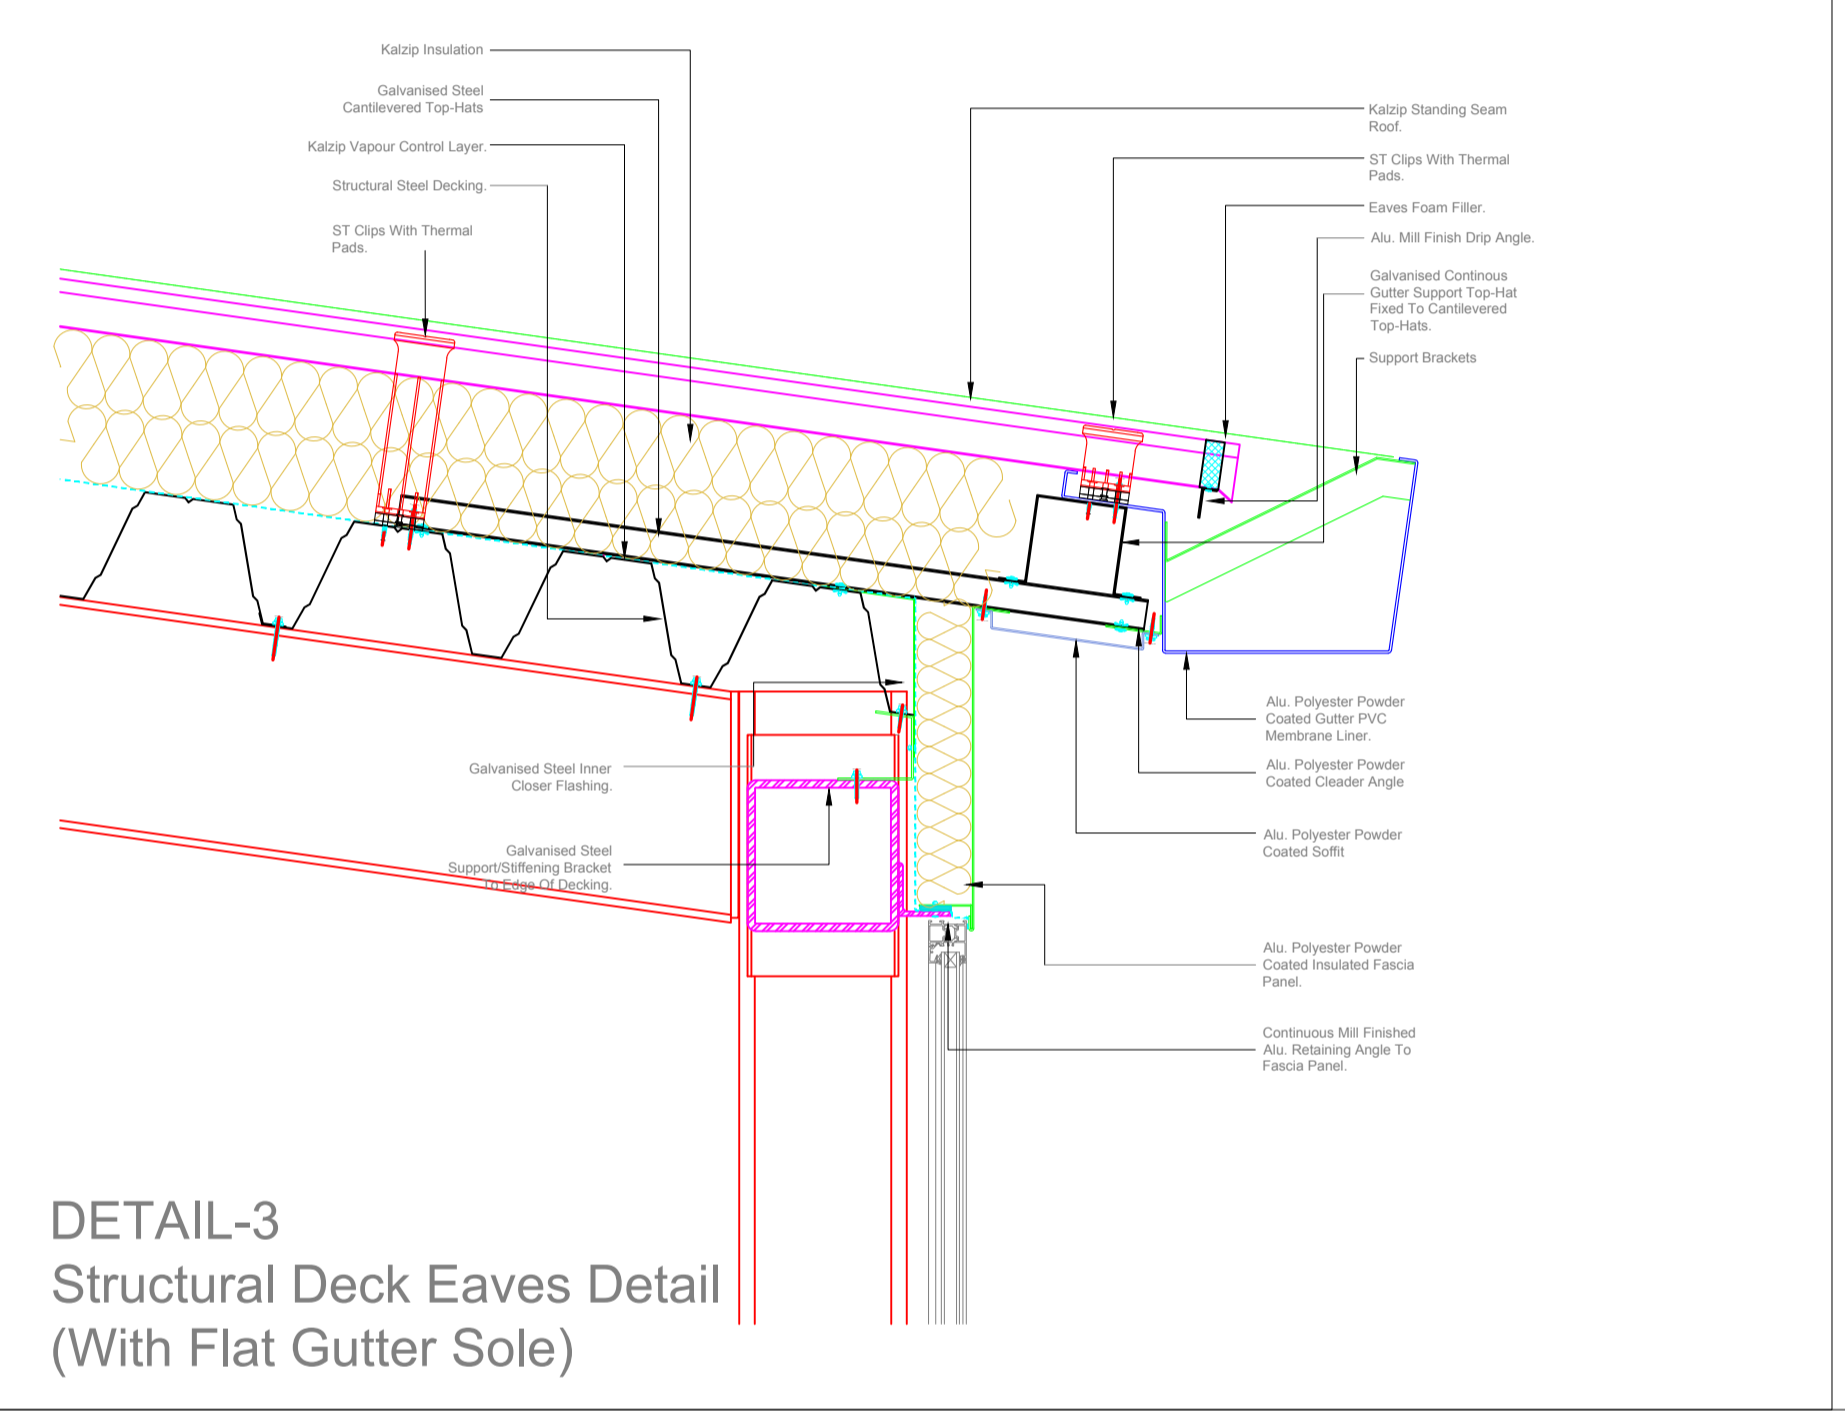 Kalzip Insulation
Galvanised Steel
Cantilevered Top-Hats
Kalzip Vapour Control Layer.
Structural Steel Decking.
ST Clips With Thermal
Pads.
Kalzip Standing Seam
Roof.
ST Clips With Thermal
Pads.
Eaves Foam Filler.
Alu. Mill Finish Drip Angle.
Galvanised Continous
Gutter Support Top-Hat
Fixed To Cantilevered
Top-Hats.
Support Brackets
Galvanised Steel Inner
Closer Flashing.
Galvanised Steel
Support/Stiffening Bracket
To Edge Of Decking.
Alu. Polyester Powder
Coated Gutter PVC
Membrane Liner.
Alu. Polyester Powder
Coated Cleader Angle
Alu. Polyester Powder
Coated Soffit
Alu. Polyester Powder
Coated Insulated Fascia
Panel.
Continuous Mill Finished
Alu. Retaining Angle To
Fascia Panel.
DETAIL-3
Structural Deck Eaves Detail
(With Flat Gutter Sole)